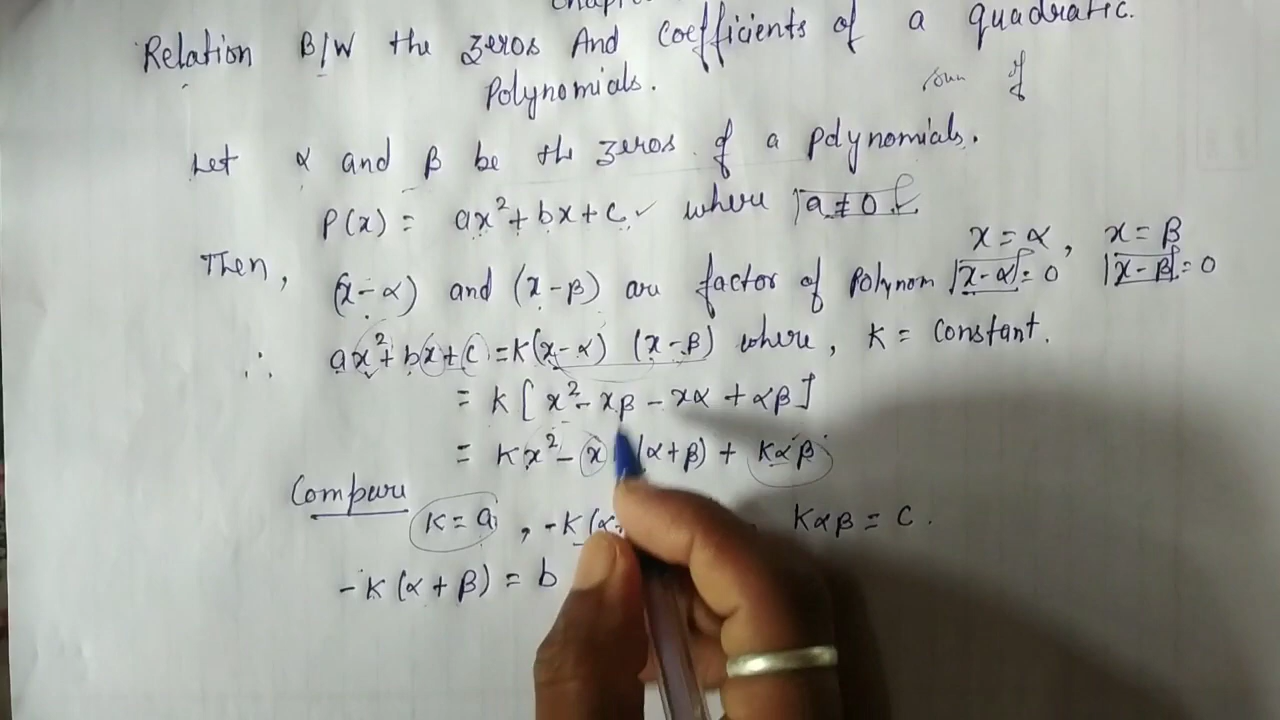 Relation B/W the zeros And Coefficients of a quadratic.
Polynomials.
sum of
Let α and β be the zeros of a Polynomials.
P(x) = ax²+bx+c ✓ where a≠0
x=α, x=β
Then, (x-α) and (x-β) are factor of Polynom x-α=0 x-β=0
∴ ax²+bx+c=K(x-α) (x-β) where, K = Constant.
= K [x²-xβ-xα+αβ]
= Kx²-x (α+β) + Kαβ
Compare
K=a, -K(α Kαβ=c.
-K(α+β)=b